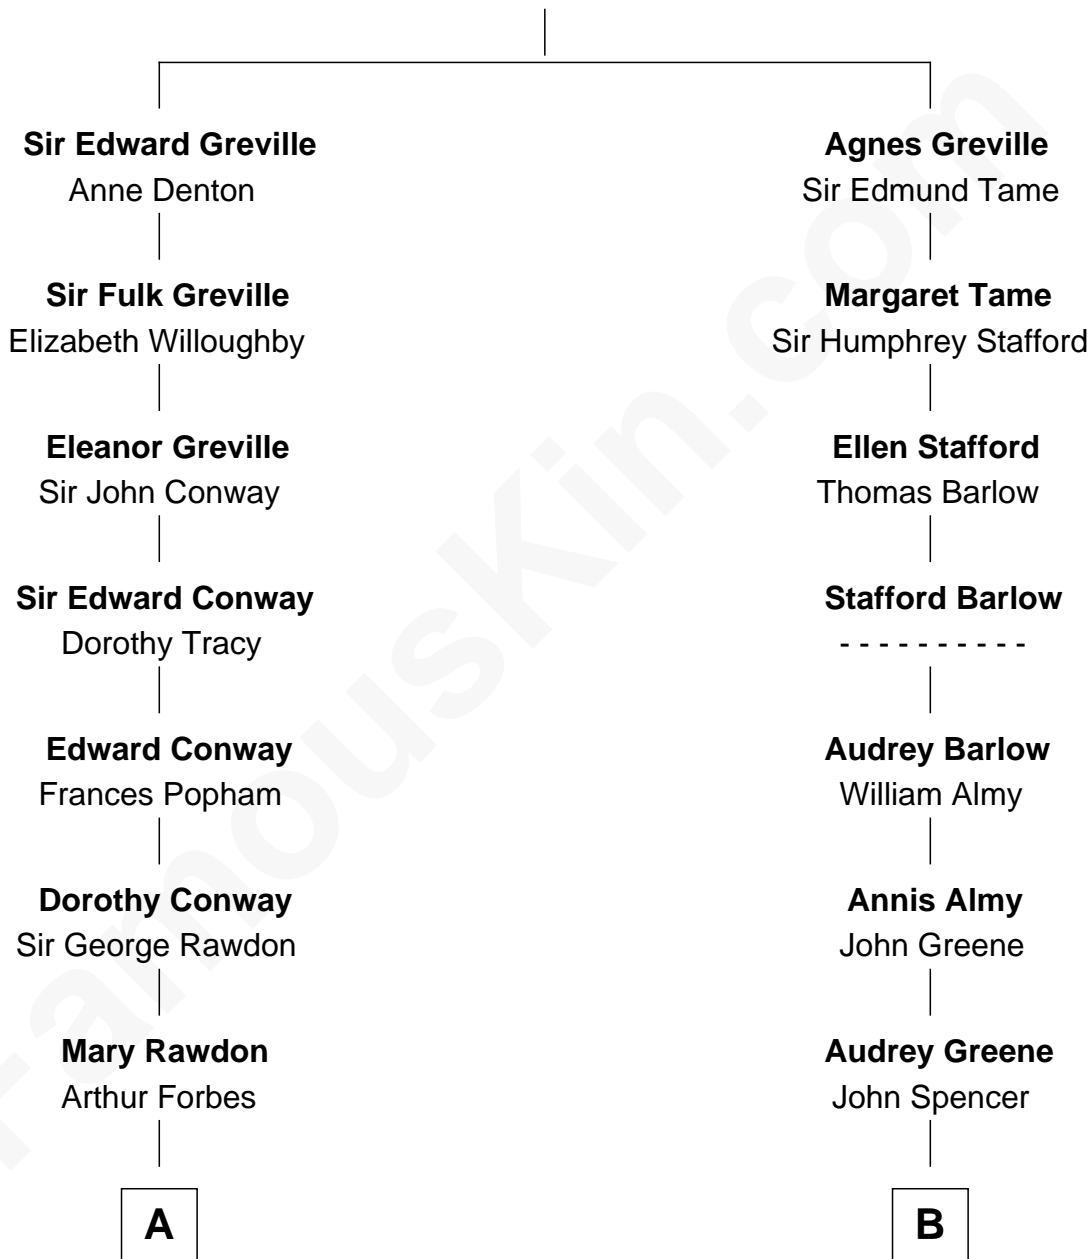 Sir Edward Greville
Anne Denton
Sir Fulk Greville
Elizabeth Willoughby
Eleanor Greville
Sir John Conway
Sir Edward Conway
Dorothy Tracy
Edward Conway
Frances Popham
Dorothy Conway
Sir George Rawdon
Mary Rawdon
Arthur Forbes
A
Agnes Greville
Sir Edmund Tame
Margaret Tame
Sir Humphrey Stafford
Ellen Stafford
Thomas Barlow
Stafford Barlow
- - - - - - - - - -
Audrey Barlow
William Almy
Annis Almy
John Greene
Audrey Greene
John Spencer
B
FamousKin.com